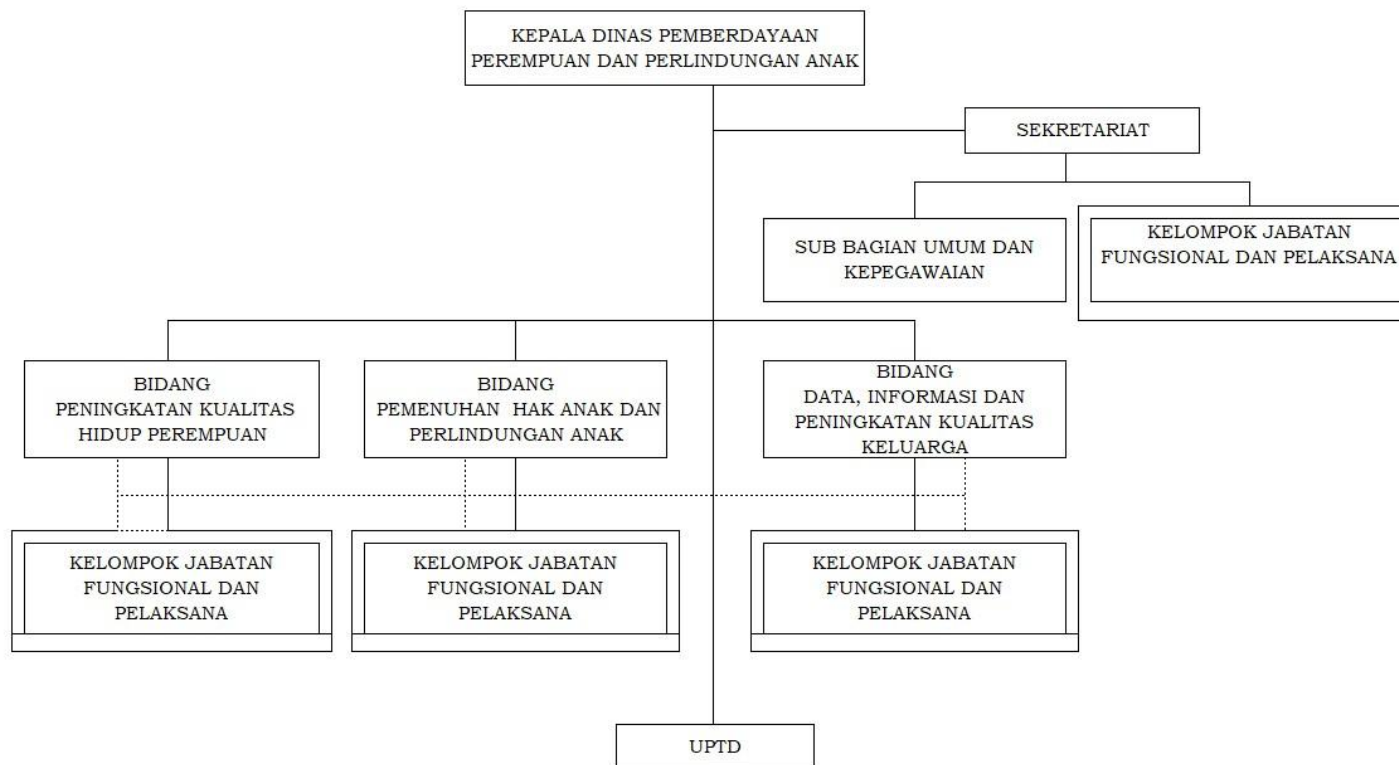 KEPALA DINAS PEMBERDAYAAN
PEREMPUAN DAN PERLINDUNGAN ANAK
SEKRETARIAT
SUB BAGIAN UMUM DAN
KEPEGAWAIAN
KELOMPOK JABATAN
FUNGSIONAL DAN PELAKSANA
BIDANG
PENINGKATAN KUALITAS
HIDUP PEREMPUAN
BIDANG
PEMENUHAN HAK ANAK DAN
PERLINDUNGAN ANAK
BIDANG
DATA, INFORMASI DAN
PENINGKATAN KUALITAS
KELUARGA
KELOMPOK JABATAN
FUNGSIONAL DAN
PELAKSANA
KELOMPOK JABATAN
FUNGSIONAL DAN
PELAKSANA
KELOMPOK JABATAN
FUNGSIONAL DAN
PELAKSANA
UPTD